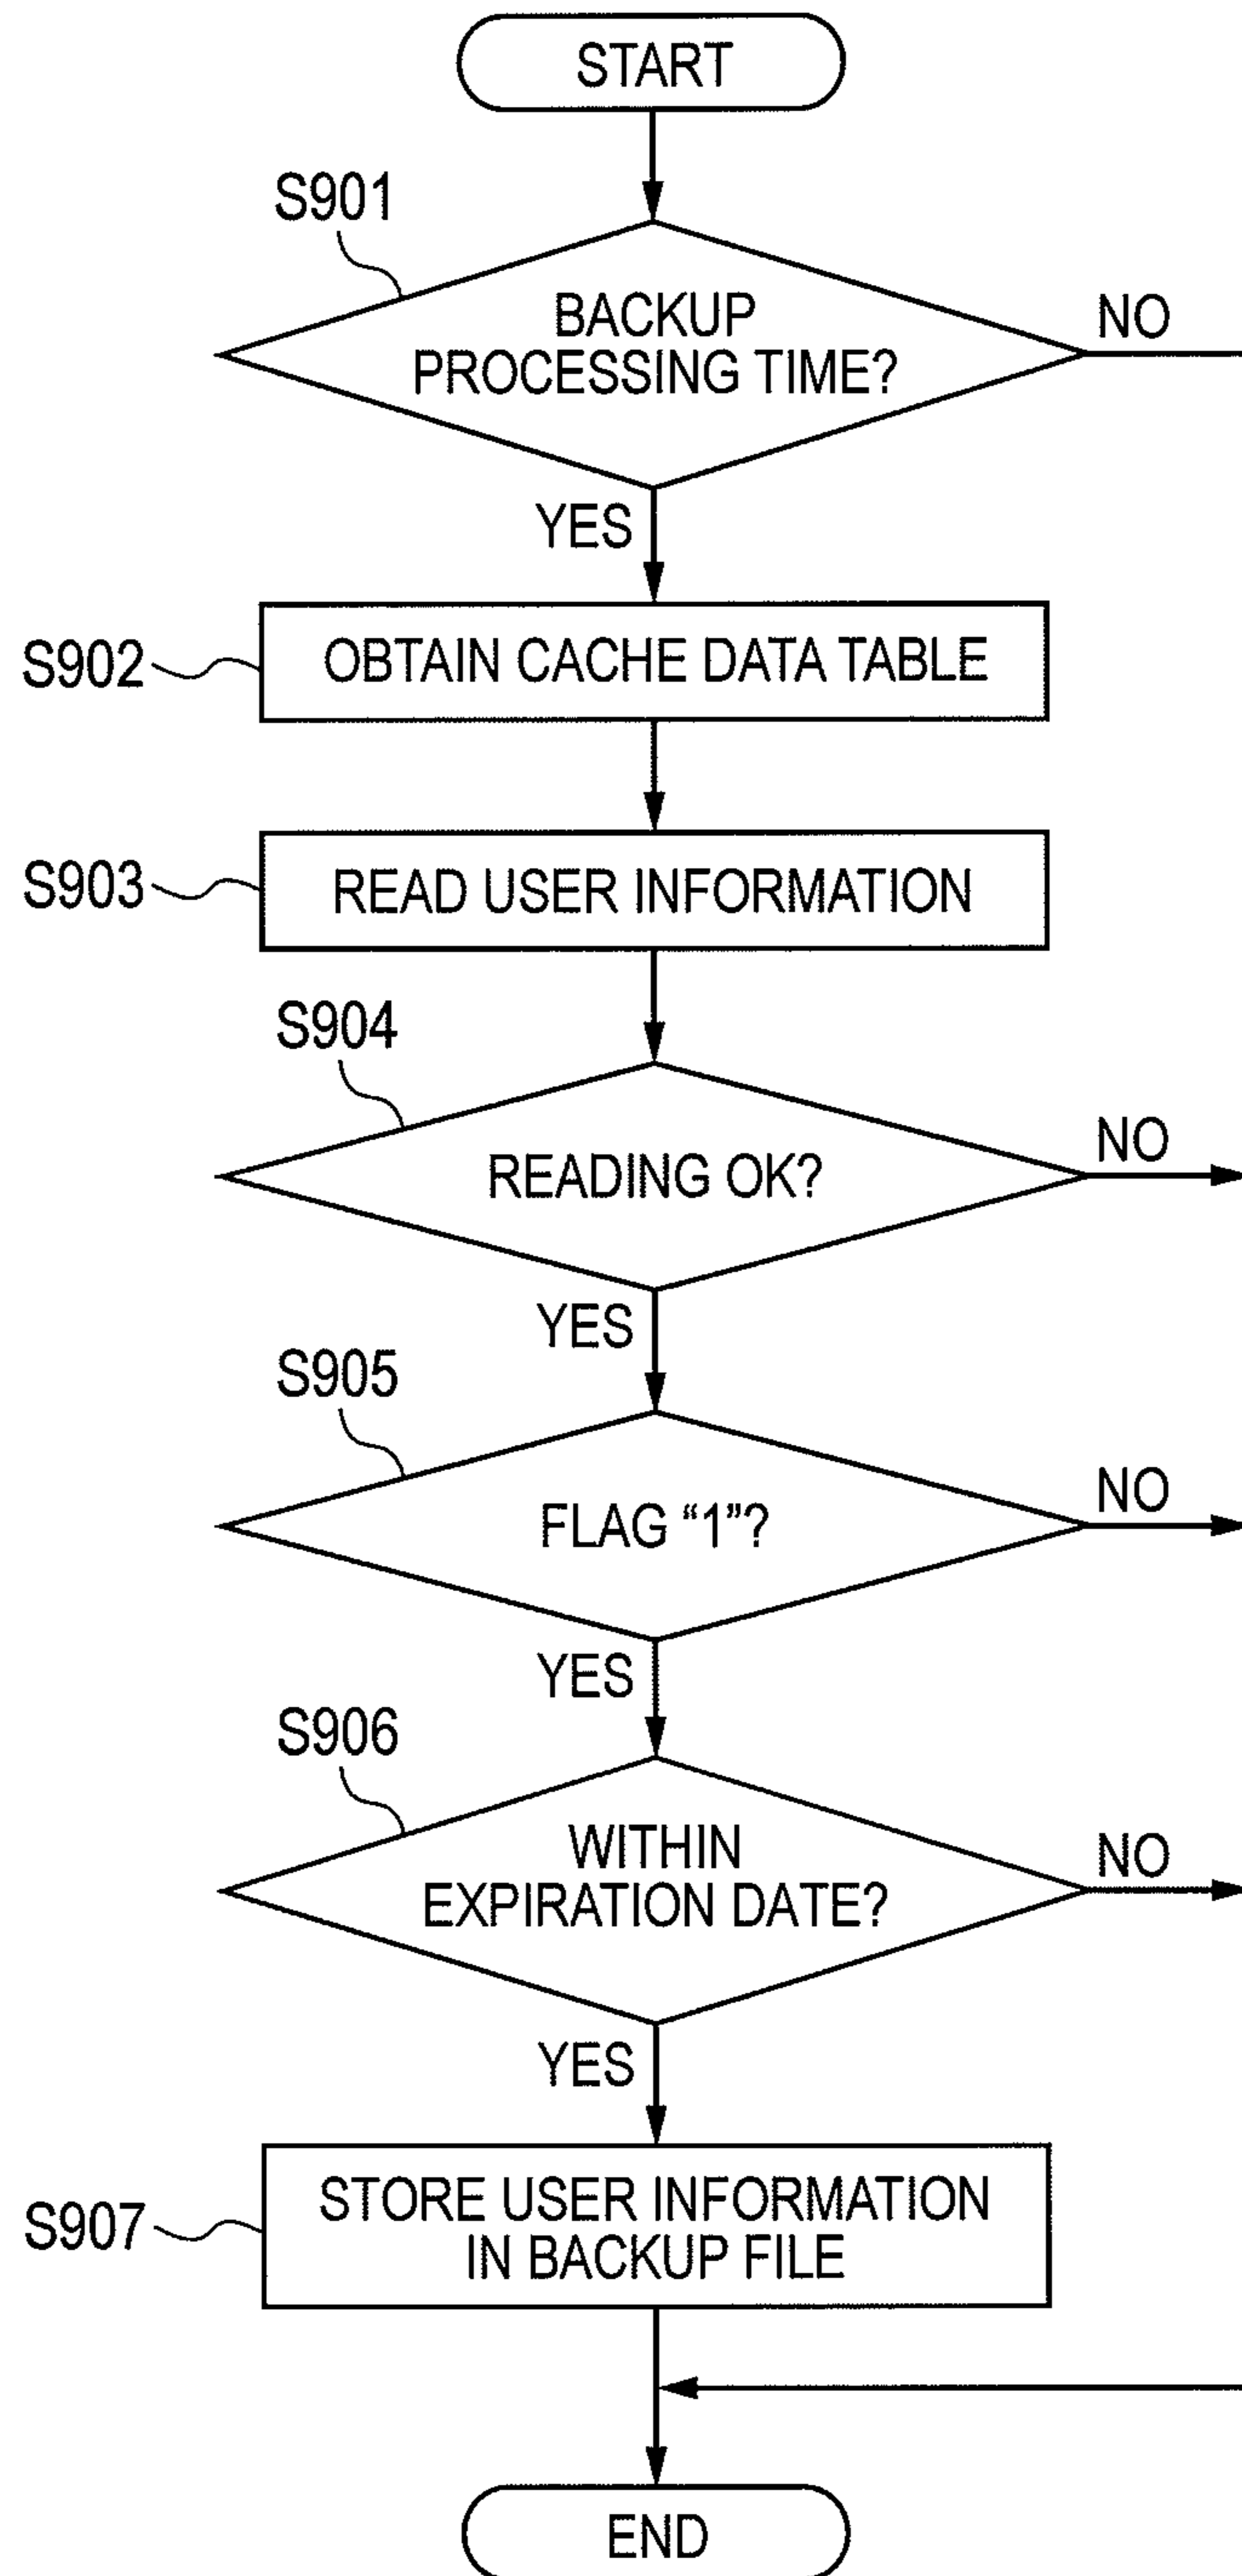 START
S901
BACKUP
PROCESSING TIME?
NO
YES
S902
OBTAIN CACHE DATA TABLE
S903
READ USER INFORMATION
S904
READING OK?
NO
YES
S905
FLAG “1”?
NO
YES
S906
WITHIN
EXPIRATION DATE?
NO
YES
S907
STORE USER INFORMATION
IN BACKUP FILE
END